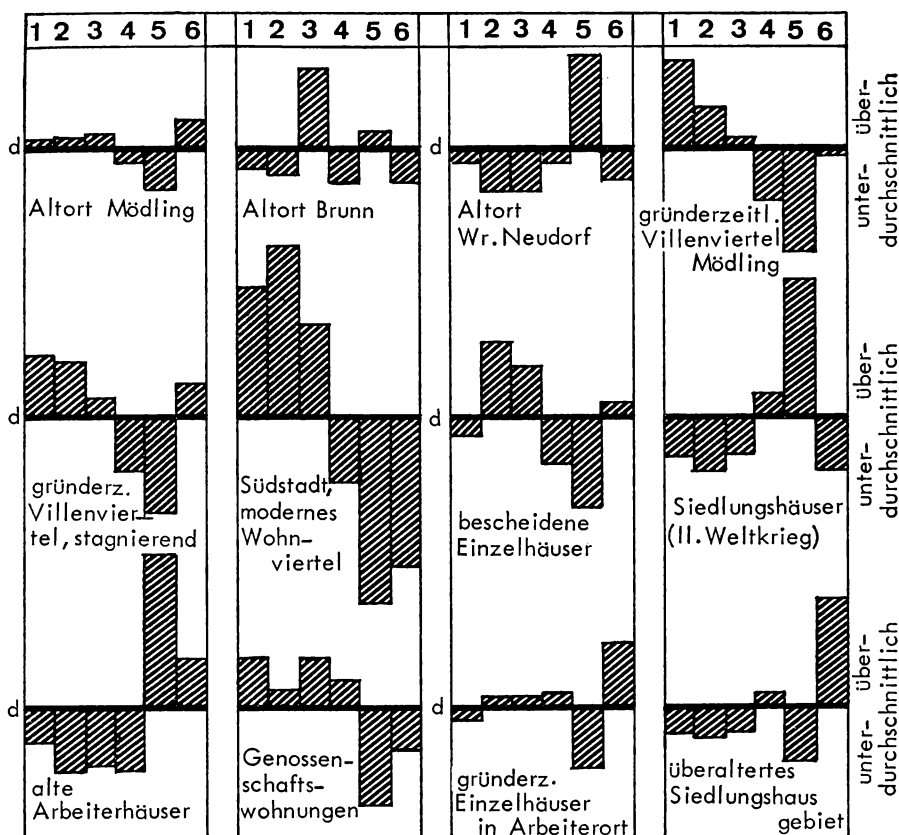 1 2 3 4 5 6 1 2 3 4 5 6 1 2 3 4 5 6 1 2 3 4 5 6
d
d
über-
unter-
durchschnittlich
Altort Mödling
Altort Brunn
Altort
Wr. Neudorf
gründerzeitl.
Villenviertel
Mödling
d
d
über-
unter-
durchschnittlich
gründerz.
Villenvier-
tel, stagnierend
Südstadt,
modernes
Wohn-
viertel
bescheidene
Einzelhäuser
Siedlungshäuser
(II. Weltkrieg)
d
d
über-
unter-
durchschnittlich
alte
Arbeiterhäuser
Genossen-
schafts-
wohnungen
gründerz.
Einzelhäuser
in Arbeiterort
überaltertes
Siedlungshaus
gebiet